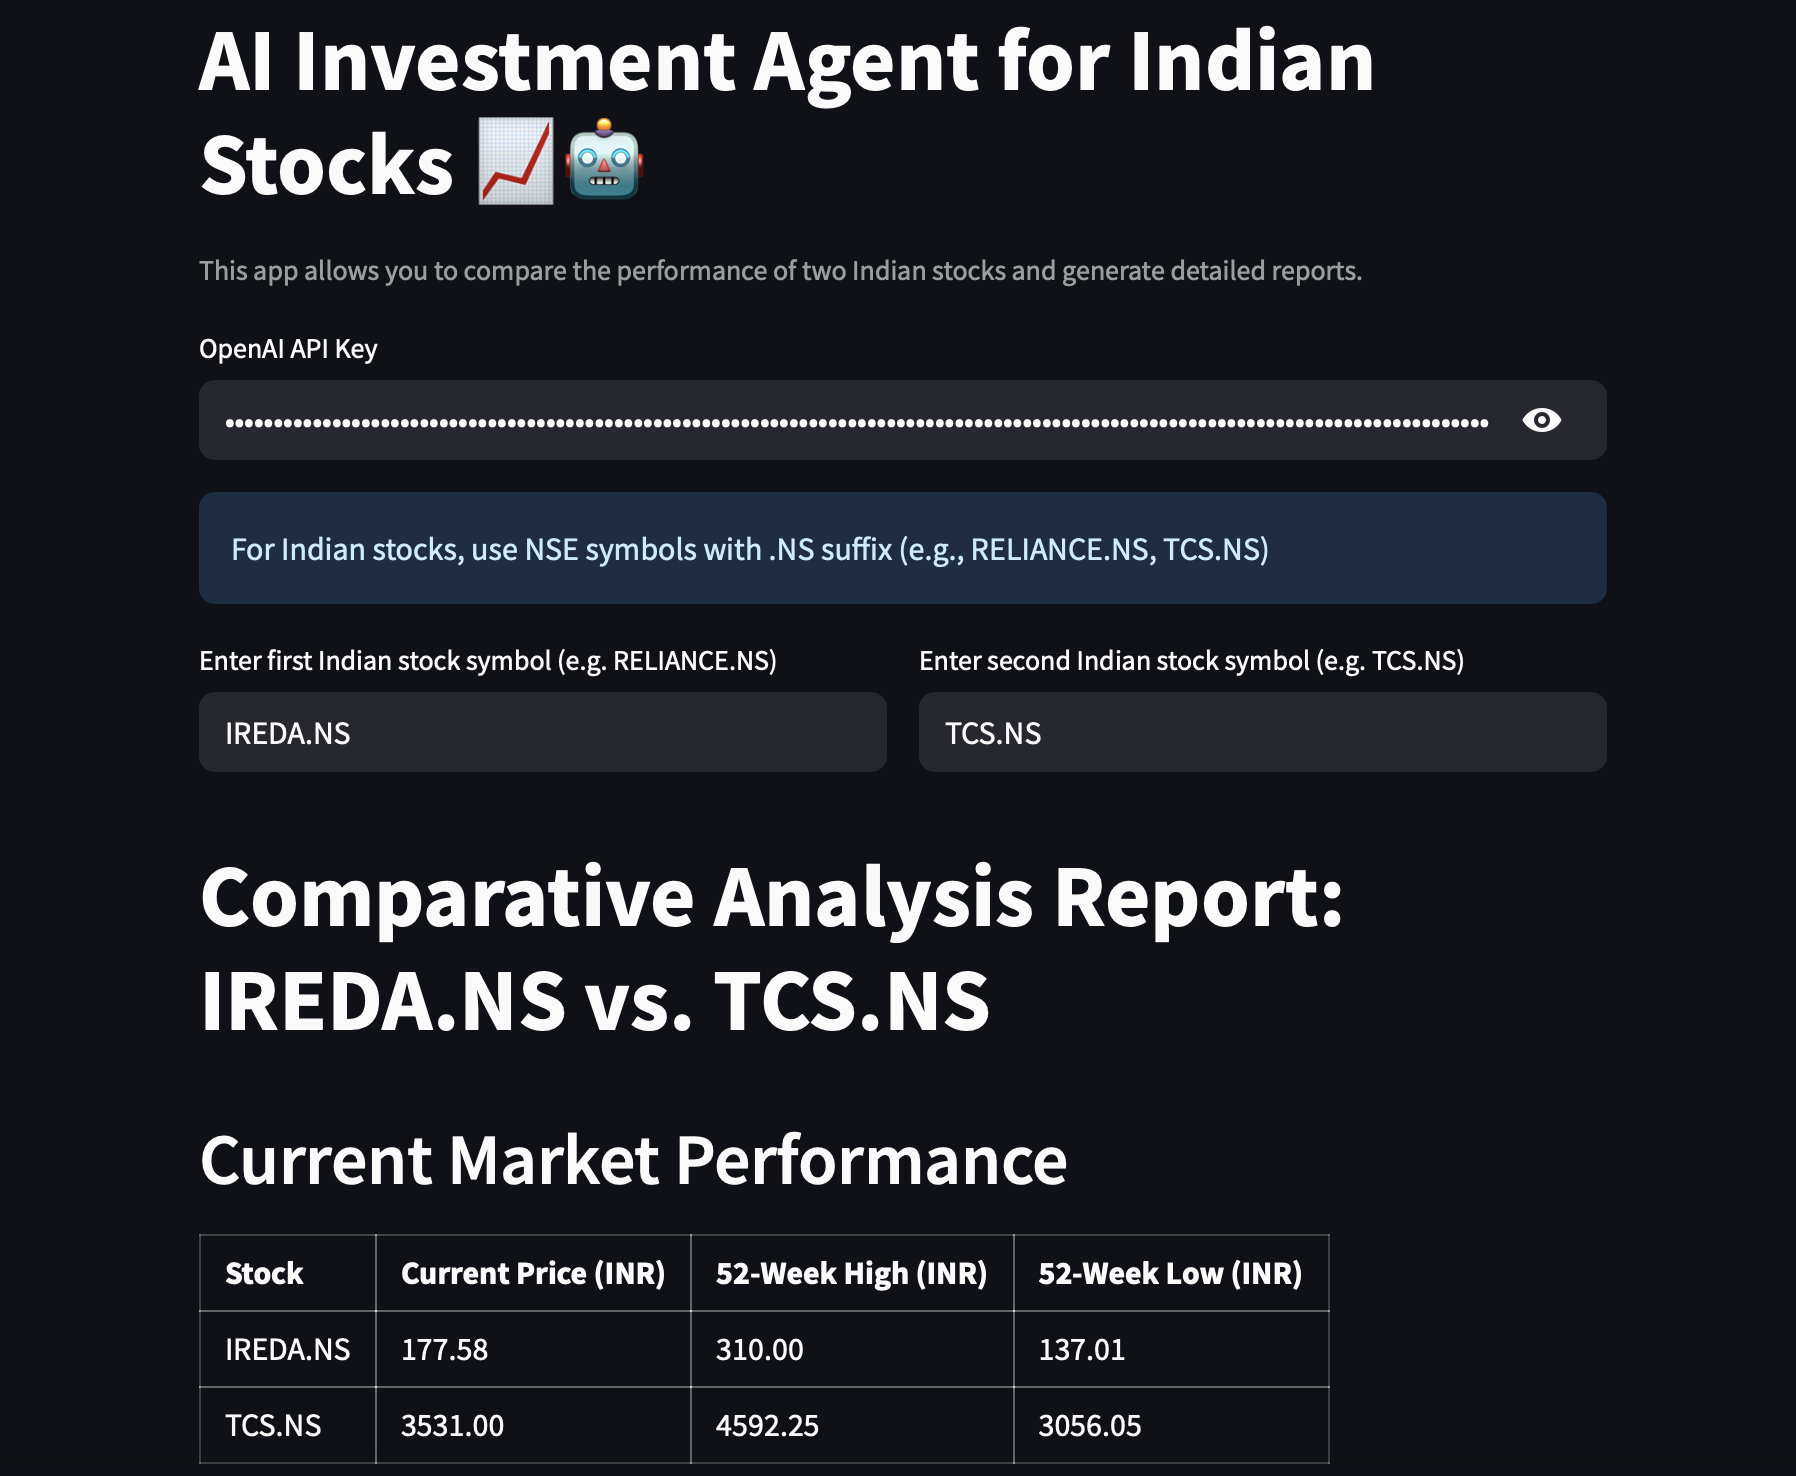 AI Investment Agent for Indian
Stocks 📈🤖
This app allows you to compare the performance of two Indian stocks and generate detailed reports.
OpenAI API Key
For Indian stocks, use NSE symbols with .NS suffix (e.g., RELIANCE.NS, TCS.NS)
Enter first Indian stock symbol (e.g. RELIANCE.NS) Enter second Indian stock symbol (e.g. TCS.NS)
IREDA.NS TCS.NS
Comparative Analysis Report:
IREDA.NS vs. TCS.NS
Current Market Performance
Stock Current Price (INR) 52-Week High (INR) 52-Week Low (INR)
IREDA.NS 177.58 310.00 137.01
TCS.NS 3531.00 4592.25 3056.05